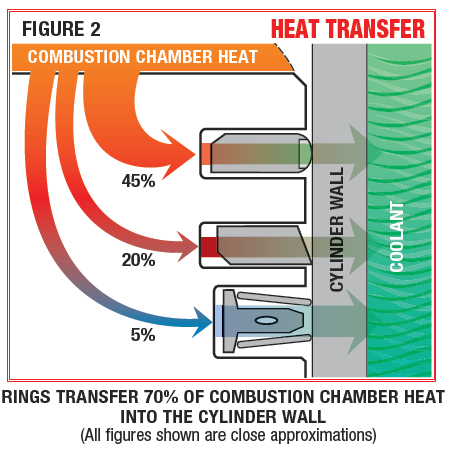 FIGURE 2
HEAT TRANSFER
COMBUSTION CHAMBER HEAT
45%
20%
5%
CYLINDER WALL
COOLANT
RINGS TRANSFER 70% OF COMBUSTION CHAMBER HEAT
INTO THE CYLINDER WALL
(All figures shown are close approximations)